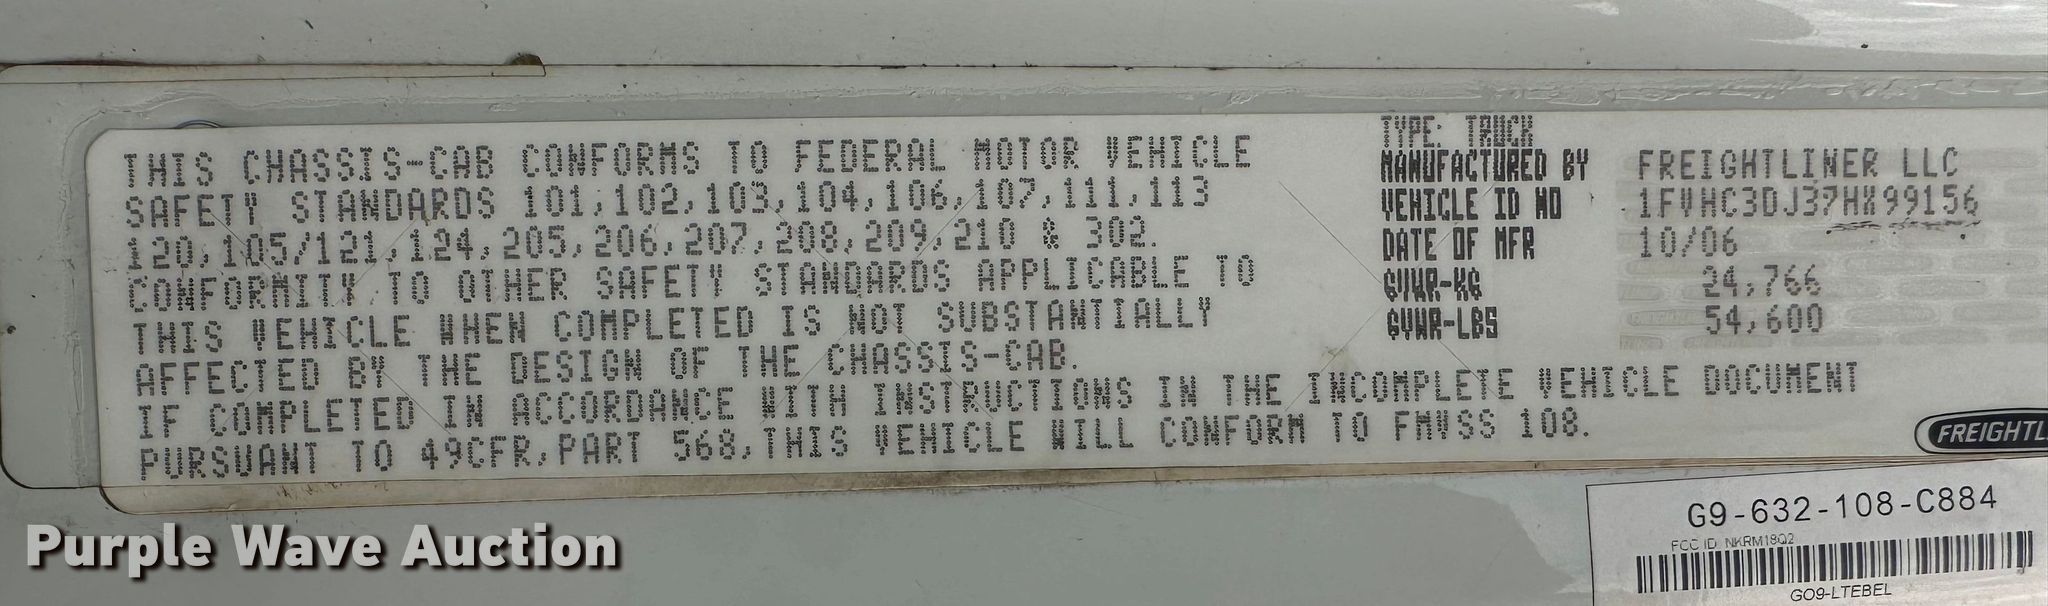 THIS CHASSIS-CAB CONFORMS TO FEDERAL MOTOR VEHICLE
SAFETY STANDARDS 101, 102, 103, 104, 106, 107, 111, 113
124, 205, 206, 207, 208, 209, 210 & 302.
CONFORMITY TO OTHER SAFETY STANDARDS APPLICABLE TO
THIS VEHICLE WHEN COMPLETED IS NOT SUBSTANTIALLY
AFFECTED BY THE DESIGN OF THE CHASSIS-CAB.
IF COMPLETED IN ACCORDANCE WITH THE INCOMPLETE VEHICLE DOCUMENT
PURSUANT TO 49CFR, PART 568, THIS VEHICLE WILL CONFORM TO FMVSS 108.
TYPE: TRUCK
MANUFACTURED BY FREIGHTLINER LLC
VEHICLE ID NO 1FVHC3DJ37HX99156
DATE OF MFR 10/06
GVWR-KG 24,766
GVWR-LBS 54,600
FREIGHTL
G9-632-108-C884
FCC ID NKRM18Q2
GO9-LTEBEL
Purple Wave Auction